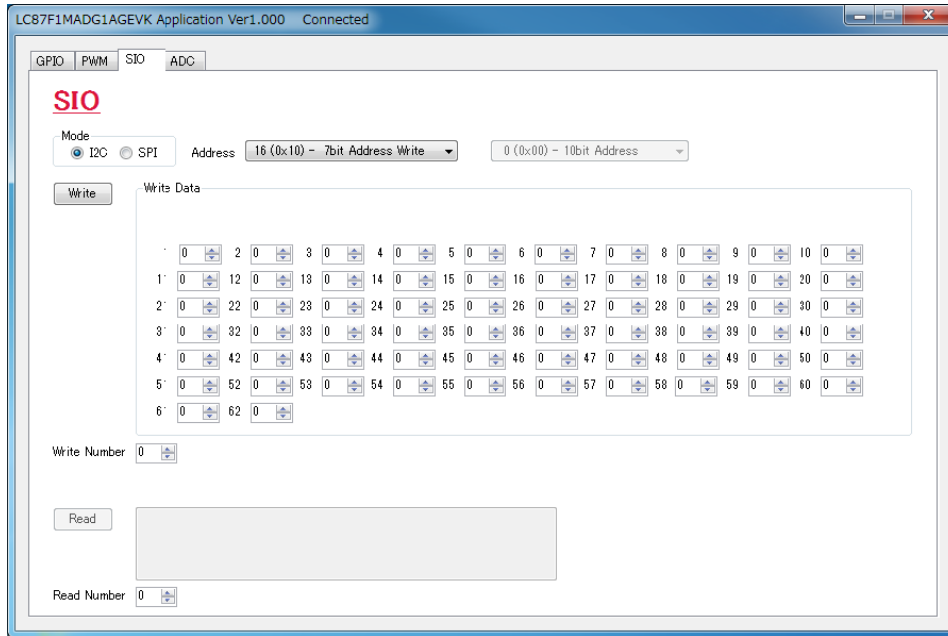 LC87F1MADG1AGEVK Application Ver1.000 Connected
GPIO PWM SIO ADC
SIO
Mode
I2C SPI Address 16 (0x10) - 7bit Address Write 0 (0x00) - 10bit Address
Write Write Data
0 2 0 3 0 4 0 5 0 6 0 7 0 8 0 9 0 10 0
0 12 0 13 0 14 0 15 0 16 0 17 0 18 0 19 0 20 0
0 22 0 23 0 24 0 25 0 26 0 27 0 28 0 29 0 30 0
0 32 0 33 0 34 0 35 0 36 0 37 0 38 0 39 0 40 0
0 42 0 43 0 44 0 45 0 46 0 47 0 48 0 49 0 50 0
0 52 0 53 0 54 0 55 0 56 0 57 0 58 0 59 0 60 0
0 62 0
Write Number 0
Read
Read Number 0